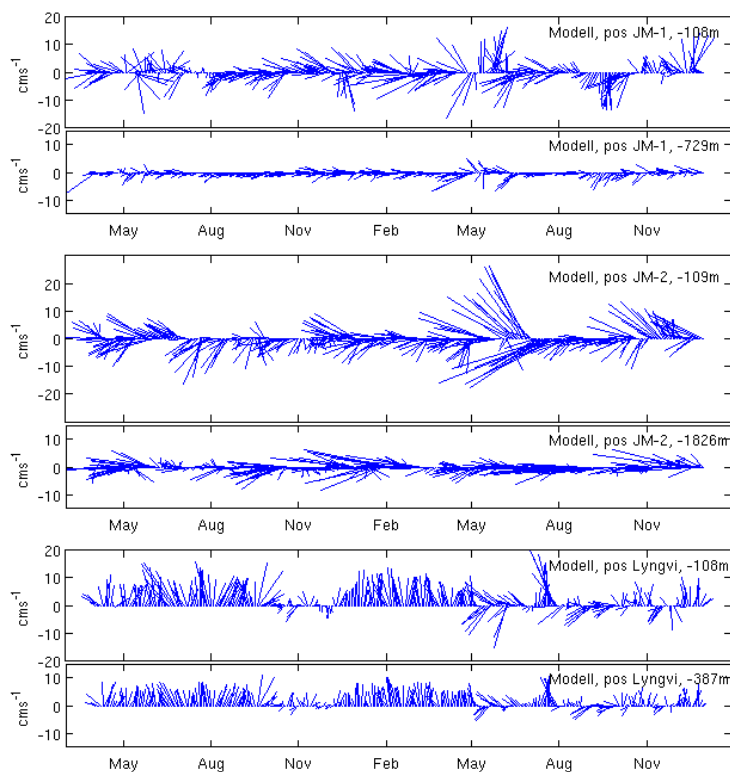 20
10
0
-10
20
cms-1
Modell, pos JM-1, -108m
10
0
-10
cms-1
Modell, pos JM-1, -729m
May Aug Nov Feb May Aug Nov
20
10
0
-10
-20
cms-1
Modell, pos JM-2, -109m
10
0
-10
cms-1
Modell, pos JM-2, -1826m
May Aug Nov Feb May Aug Nov
20
10
0
-10
20
cms-1
Modell, pos Lyngvi, -108m
10
0
-10
cms-1
Modell, pos Lyngvi, -387m
May Aug Nov Feb May Aug Nov